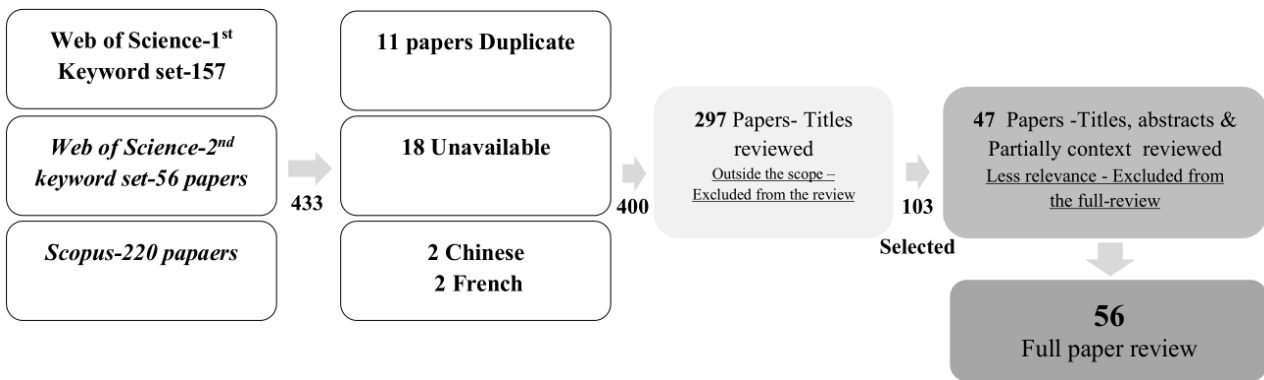 Web of Science-1st
Keyword set-157
Web of Science-2nd
keyword set-56 papers
Scopus-220 papaers
433
11 papers Duplicate
18 Unavailable
2 Chinese
2 French
400
297 Papers- Titles
reviewed
Outside the scope –
Excluded from the review
103
Selected
47 Papers -Titles, abstracts &
Partially context reviewed
Less relevance - Excluded from
the full-review
56
Full paper review